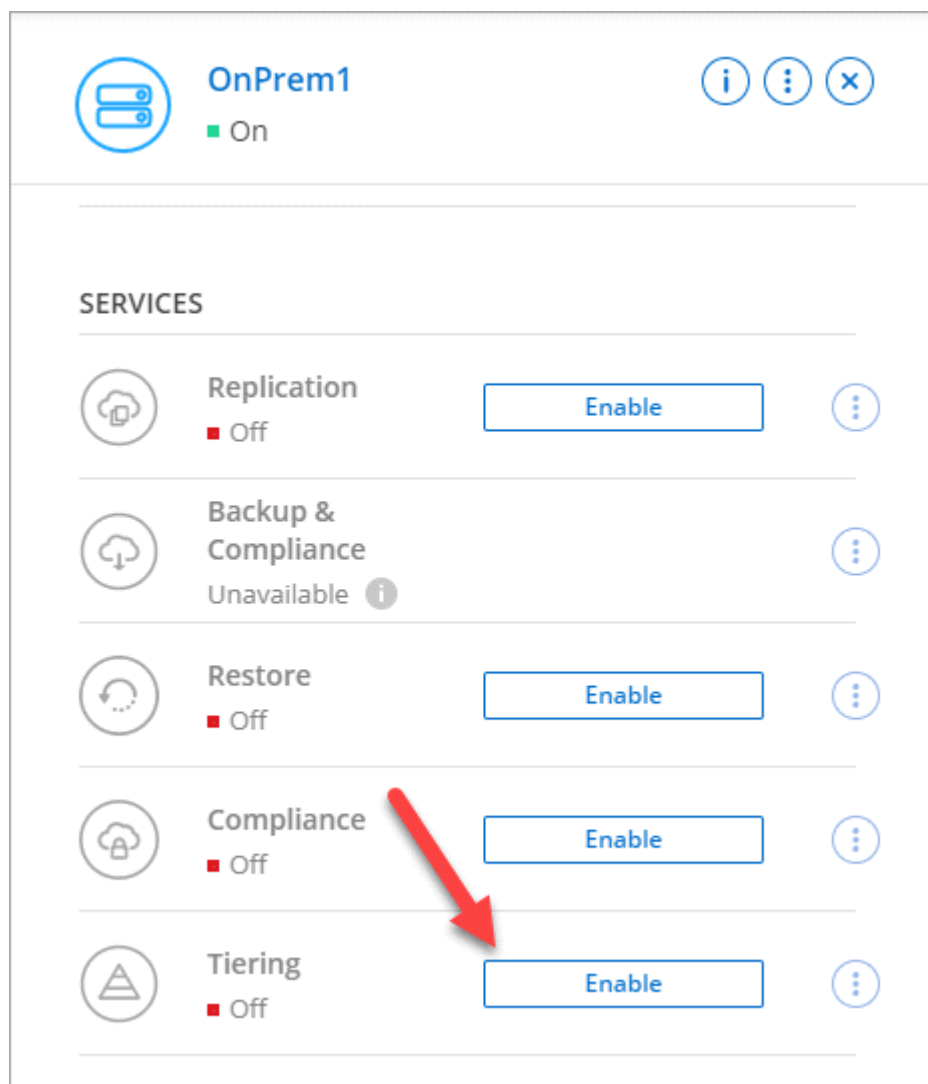 OnPrem1
On
SERVICES
Replication
Off
Enable
Backup &
Compliance
Unavailable
Restore
Off
Enable
Compliance
Off
Enable
Tiering
Off
Enable